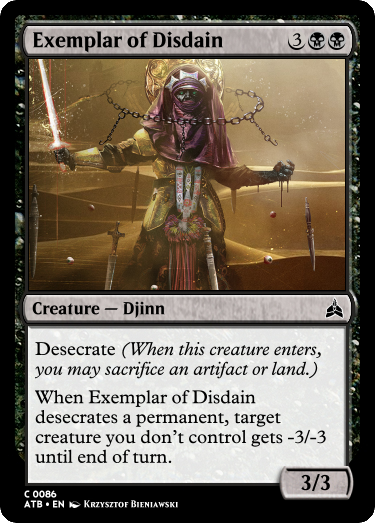 Exemplar of Disdain 3
Creature — Djinn
Desecrate (When this creature enters,
you may sacrifice an artifact or land.)
When Exemplar of Disdain
desecrates a permanent, target
creature you don't control gets -3/-3
until end of turn.
3/3
C 0086
ATB • EN Krzysztof Bieniawski